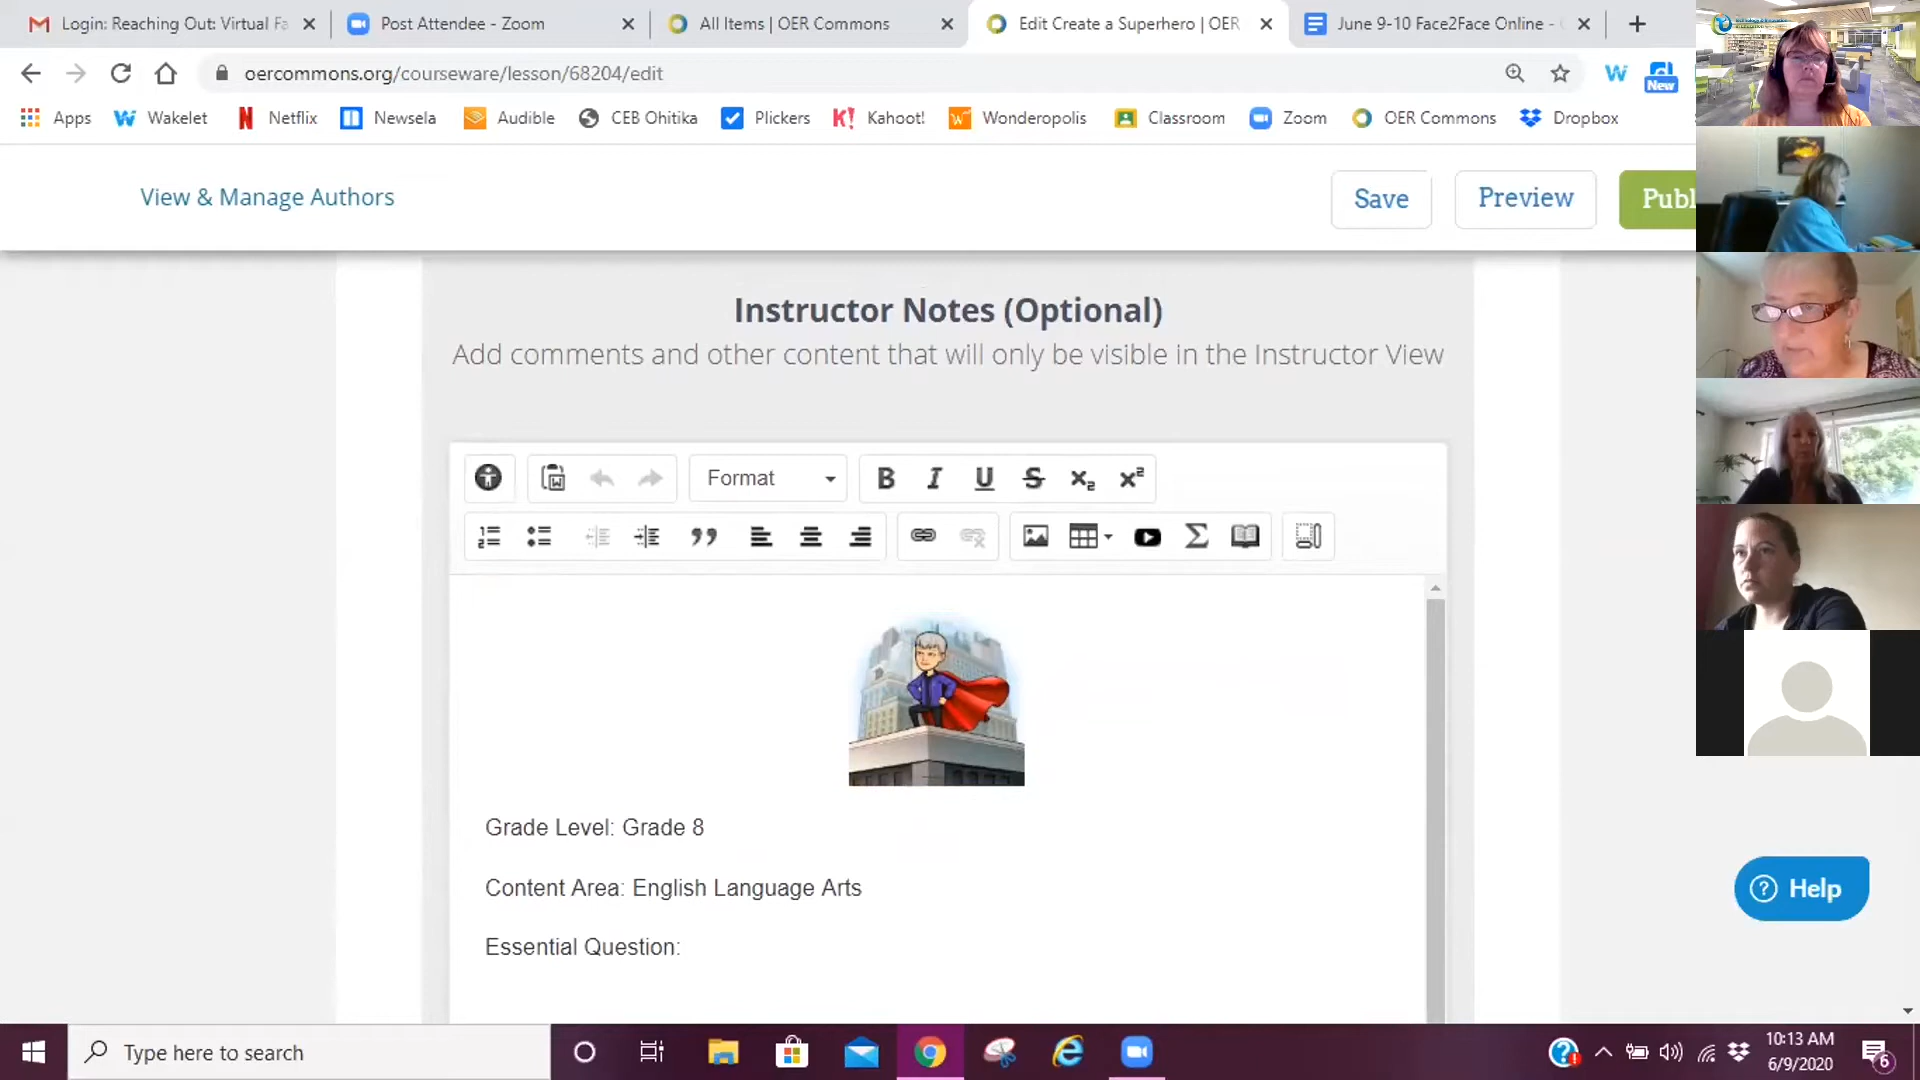 Login: Reaching Out: Virtual Fa
Post Attendee - Zoom
All Items | OER Commons
Edit Create a Superhero | OER
June 9-10 Face2Face Online -
oercommons.org/courseware/lesson/68204/edit
New
Apps
Wakelet
Netflix
Newsela
Audible
CEB Ohitika
Plickers
Kahoot!
Wonderopolis
Classroom
Zoom
OER Commons
Dropbox
View & Manage Authors
Save
Preview
Publ
Instructor Notes (Optional)
Add comments and other content that will only be visible in the Instructor View
Format
Grade Level: Grade 8
Content Area: English Language Arts
Essential Question:
Help
Type here to search
10:13 AM
6/9/2020
6